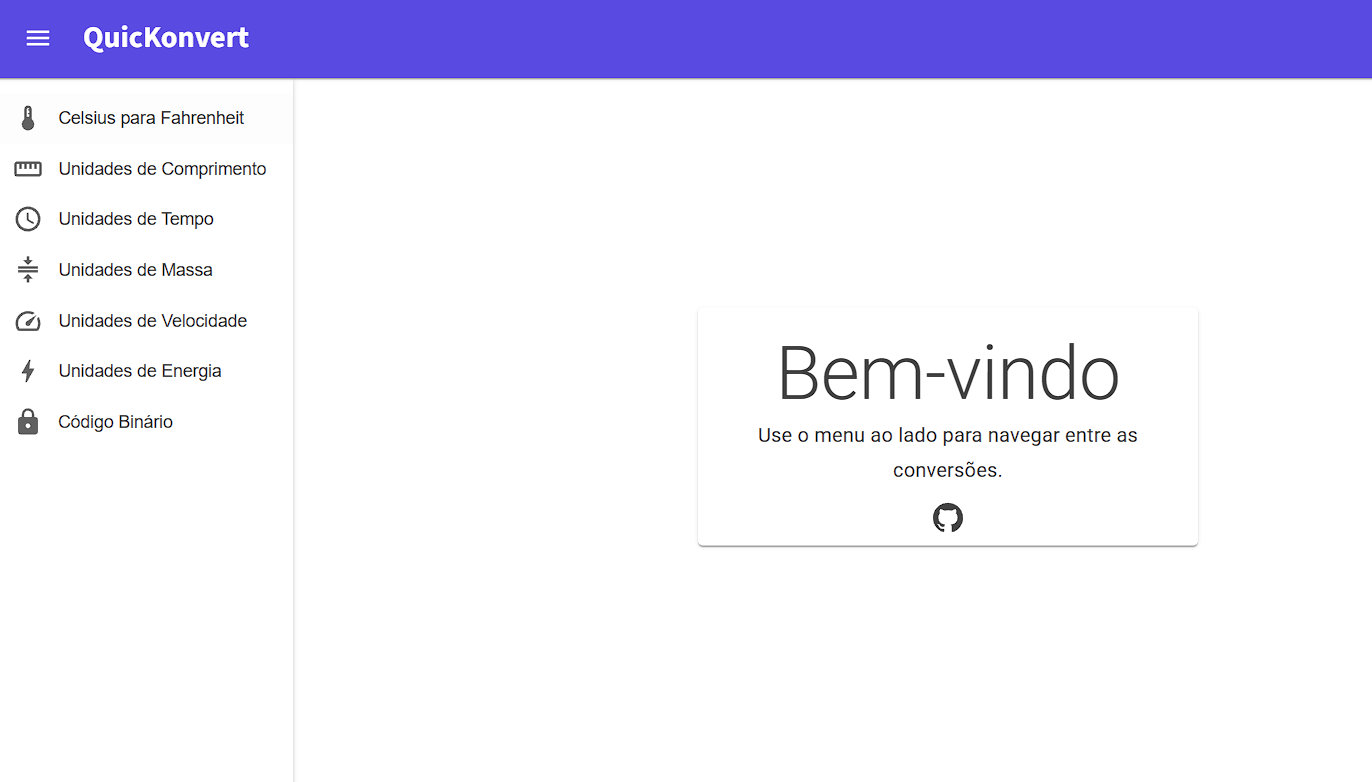 QuicKonvert
Celsius para Fahrenheit
Unidades de Comprimento
Unidades de Tempo
Unidades de Massa
Unidades de Velocidade
Unidades de Energia
Código Binário
Bem-vindo
Use o menu ao lado para navegar entre as
conversões.